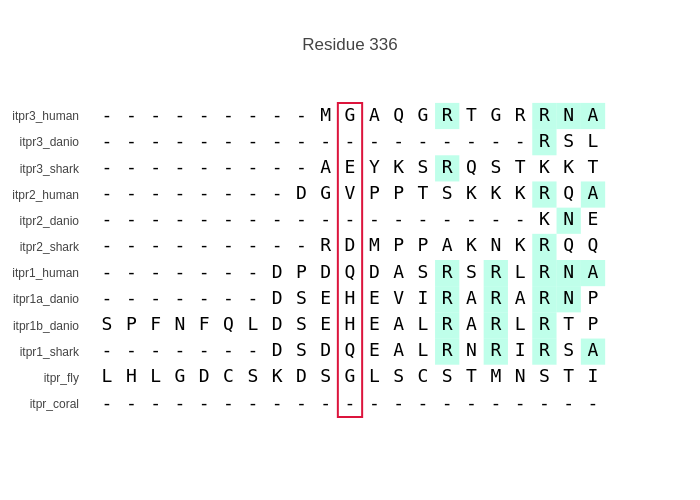 Residue 336
itpr3_human - - - - - - - - - M G A Q G R T G R R N A
itpr3_danio - - - - - - - - - - - - - - - - - - R S L
itpr3_shark - - - - - - - - - A E Y K S R Q S T K K T
itpr2_human - - - - - - - - D G V P P T S K K K R Q A
itpr2_danio - - - - - - - - - - - - - - - - - - K N E
itpr2_shark - - - - - - - - - R D M P P A K N K R Q Q
itpr1_human - - - - - - - D P D Q D A S R S R L R N A
itpr1a_danio - - - - - - - D S E H E V I R A R A R N P
itpr1b_danio S P F N F Q L D S E H E A L R A R L R T P
itpr1_shark - - - - - - - D S D Q E A L R N R I R S A
itpr_fly L H L G D C S K D S G L S C S T M N S T I
itpr_coral - - - - - - - - - - - - - - - - - - - - -